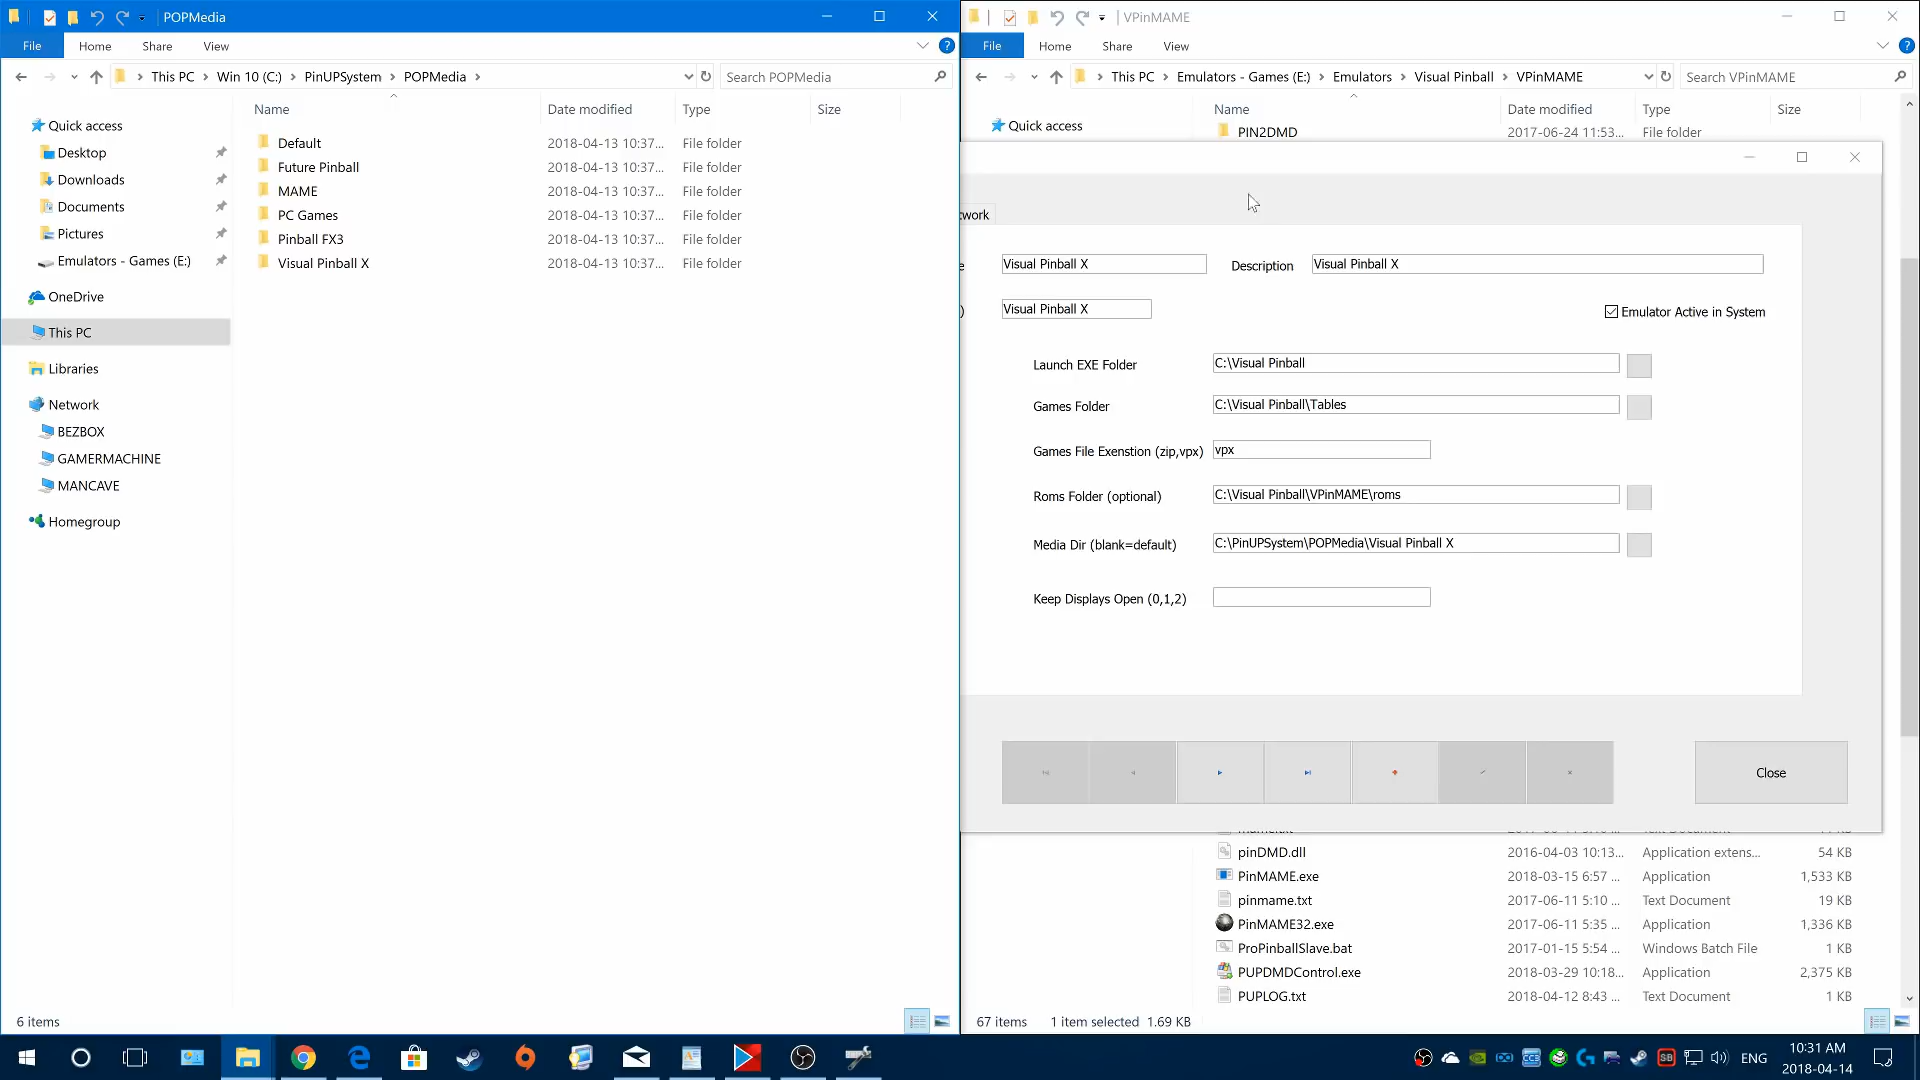 POPMedia
File Home Share View
This PC Win 10 (C:) PinUPSystem POPMedia
Search POPMedia
Name Date modified Type Size
Quick access
Desktop
Downloads
Documents
Pictures
Emulators - Games (E:)
OneDrive
This PC
Libraries
Network
BEZBOX
GAMERMACHINE
MANCAVE
Homegroup
Default 2018-04-13 10:37... File folder
Future Pinball 2018-04-13 10:37... File folder
MAME 2018-04-13 10:37... File folder
PC Games 2018-04-13 10:37... File folder
Pinball FX3 2018-04-13 10:37... File folder
Visual Pinball X 2018-04-13 10:37... File folder
6 items
VPinMAME
File Home Share View
This PC Emulators - Games (E:) Emulators Visual Pinball VPinMAME
Search VPinMAME
Name Date modified Type Size
Quick access
PIN2DMD 2017-06-24 11:53... File folder
twork
Visual Pinball X Description Visual Pinball X
Visual Pinball X Emulator Active in System
Launch EXE Folder C:\Visual Pinball
Games Folder C:\Visual Pinball\Tables
Games File Exenstion (zip,vpx) vpx
Roms Folder (optional) C:\Visual Pinball\VPinMAME\roms
Media Dir (blank=default) C:\PinUPSystem\POPMedia\Visual Pinball X
Keep Displays Open (0,1,2)
Close
pinDMD.dll 2016-04-03 10:13... Application extens... 54 KB
PinMAME.exe 2018-03-15 6:57 ... Application 1,533 KB
pinmame.txt 2017-06-11 5:10 ... Text Document 19 KB
PinMAME32.exe 2017-06-11 5:35 ... Application 1,336 KB
ProPinballSlave.bat 2017-01-15 5:54 ... Windows Batch File 1 KB
PUPDMDControl.exe 2018-03-29 10:18... Application 2,375 KB
PUPLOG.txt 2018-04-12 8:43 ... Text Document 1 KB
67 items 1 item selected 1.69 KB
ENG
10:31 AM
2018-04-14